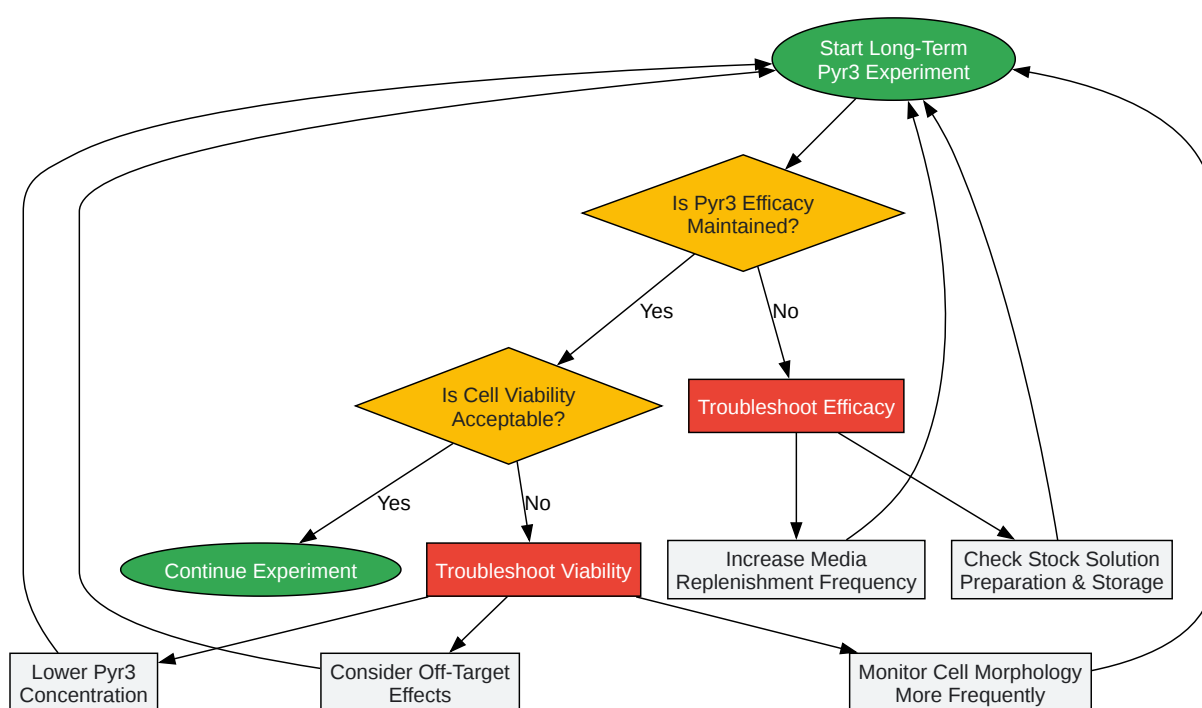 Start Long-Term
Pyr3 Experiment
Is Pyr3 Efficacy
Maintained?
Yes
No
Is Cell Viability
Acceptable?
Troubleshoot Efficacy
Yes
No
Continue Experiment
Troubleshoot Viability
Increase Media
Replenishment Frequency
Check Stock Solution
Preparation & Storage
Lower Pyr3
Concentration
Consider Off-Target
Effects
Monitor Cell Morphology
More Frequently